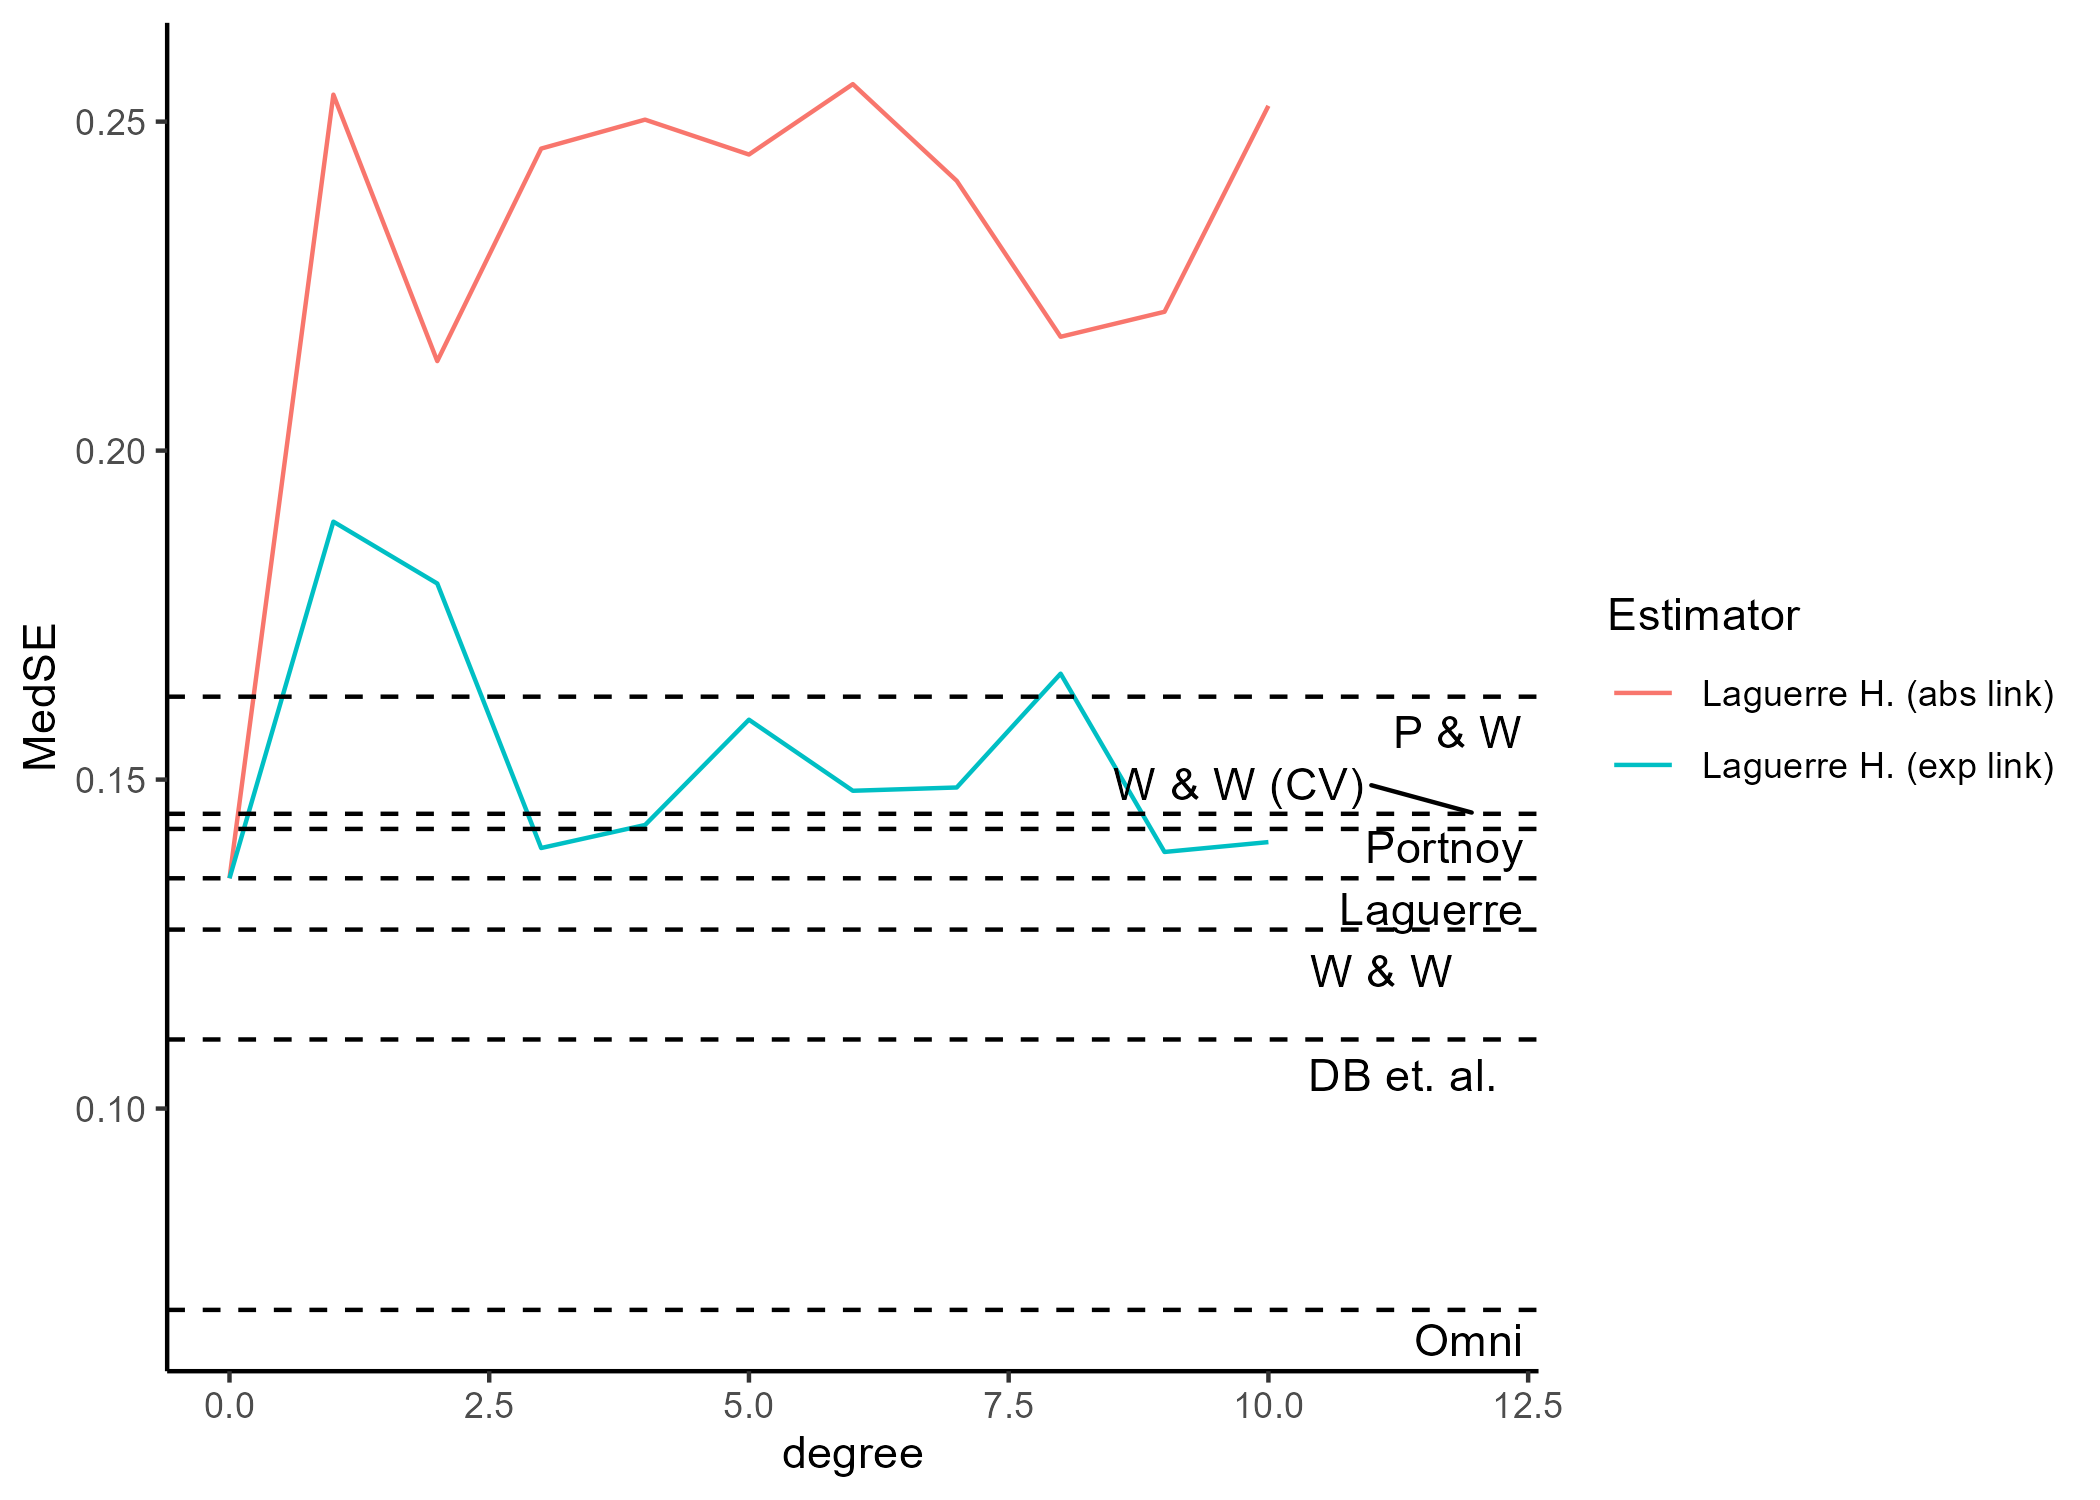 MedSE
0.25
0.20
0.15
0.10
P & W
W & W (CV)
Portnoy
Laguerre
W & W
DB et. al.
Omni
0.0 2.5 5.0 7.5 10.0 12.5
degree
Estimator
Laguerre H. (abs link)
Laguerre H. (exp link)